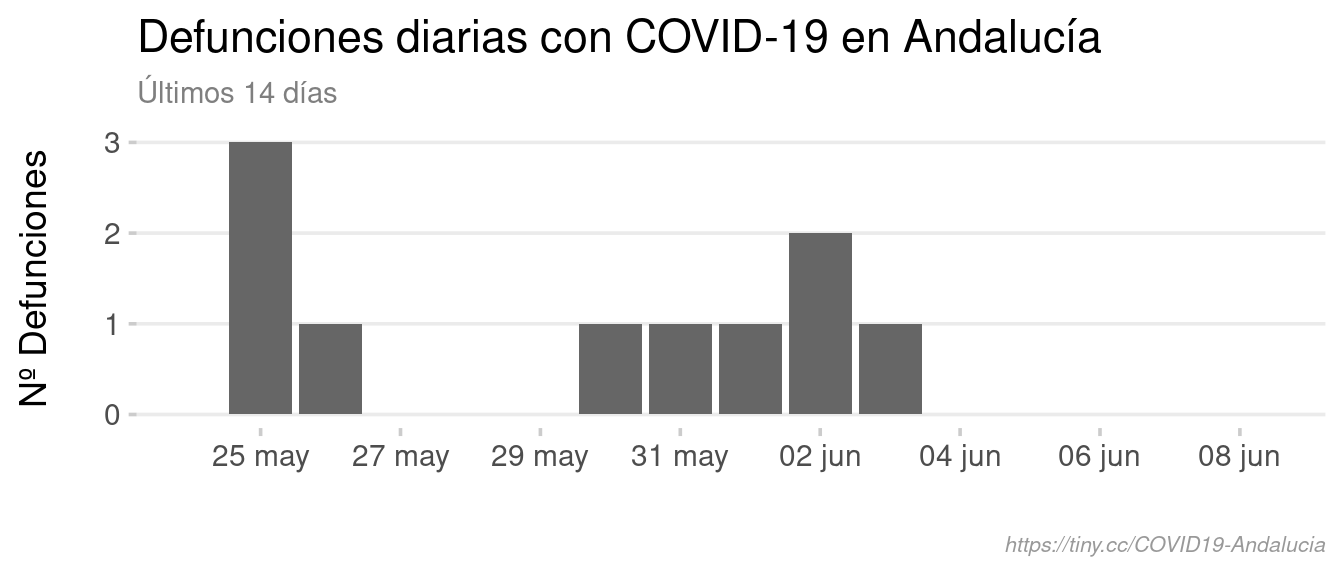 Defunciones diarias con COVID-19 en Andalucía
Últimos 14 días
Nº Defunciones
3
2
1
0
25 may 27 may 29 may 31 may 02 jun 04 jun 06 jun 08 jun
https://tiny.cc/COVID19-Andalucia